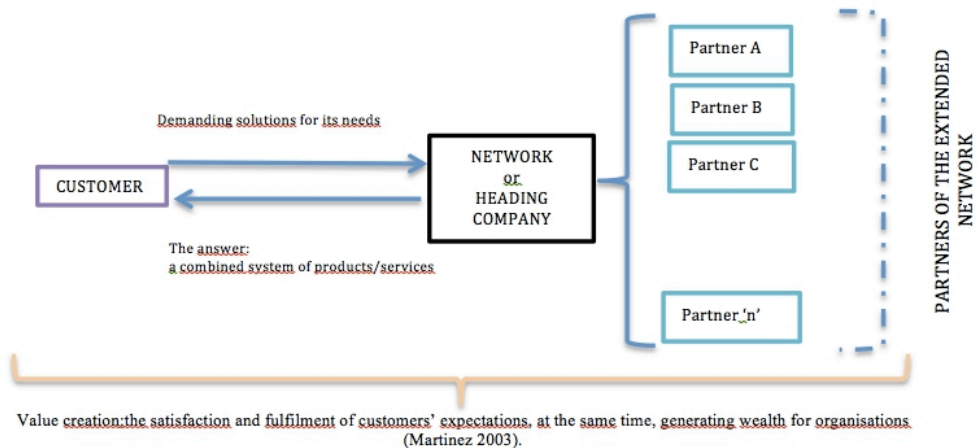 Partner A
Partner B
Partner C
Partner 'n'
PARTNERS OF THE EXTENDED
NETWORK
Demanding solutions for its needs
CUSTOMER
NETWORK
or
HEADING
COMPANY
The answer:
a combined system of products/services
Value creation:the satisfaction and fulfilment of customers' expectations, at the same time, generating wealth for organisations
(Martinez 2003).